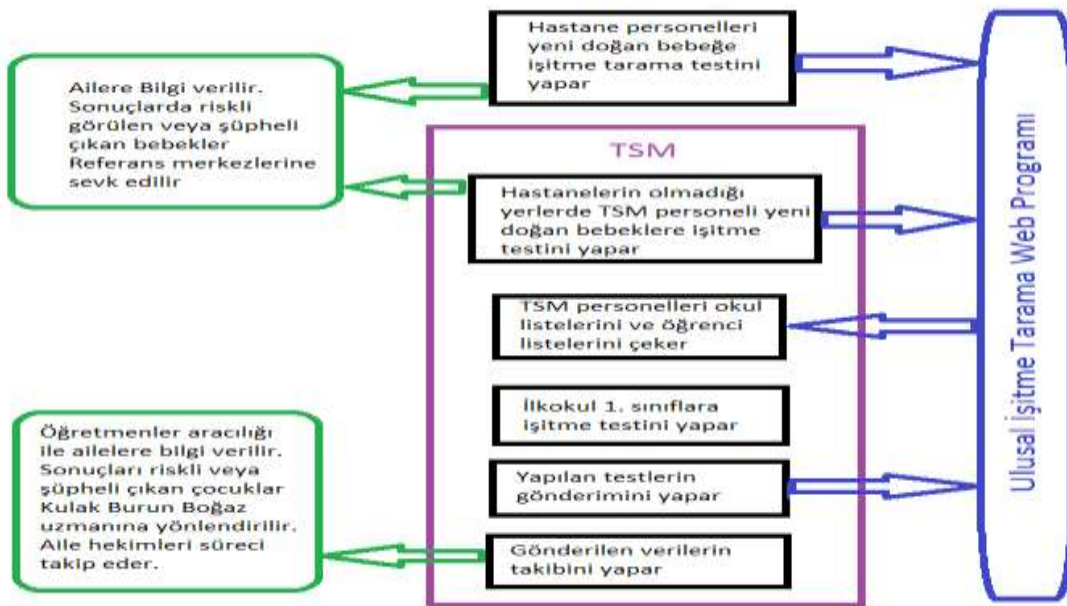 Hastane personelleri
yeni doğan bebeğe
işitme tarama testini
yapar
Ailere Bilgi verilir.
Sonuçlarda riskli
görülen veya şüpheli
çıkan bebekler
Referans merkezlerine
sevk edilir
TSM
Hastanelerin olmadığı
yerlerde TSM personeli yeni
doğan bebeklere işitme
testini yapar
TSM personelleri okul
listelerini ve öğrenci
listelerini çeker
İlkokul 1. sınıflara
işitme testini yapar
Yapılan testlerin
gönderimini yapar
Gönderilen verilerin
takibini yapar
Öğretmenler aracılığı
ile ailelere bilgi verilir.
Sonuçları riskli veya
şüpheli çıkan çocuklar
Kulak Burun Boğaz
uzmanına yönlendirilir.
Aile hekimleri süreci
takip eder.
Ulusal İşitme Tarama Web Programı